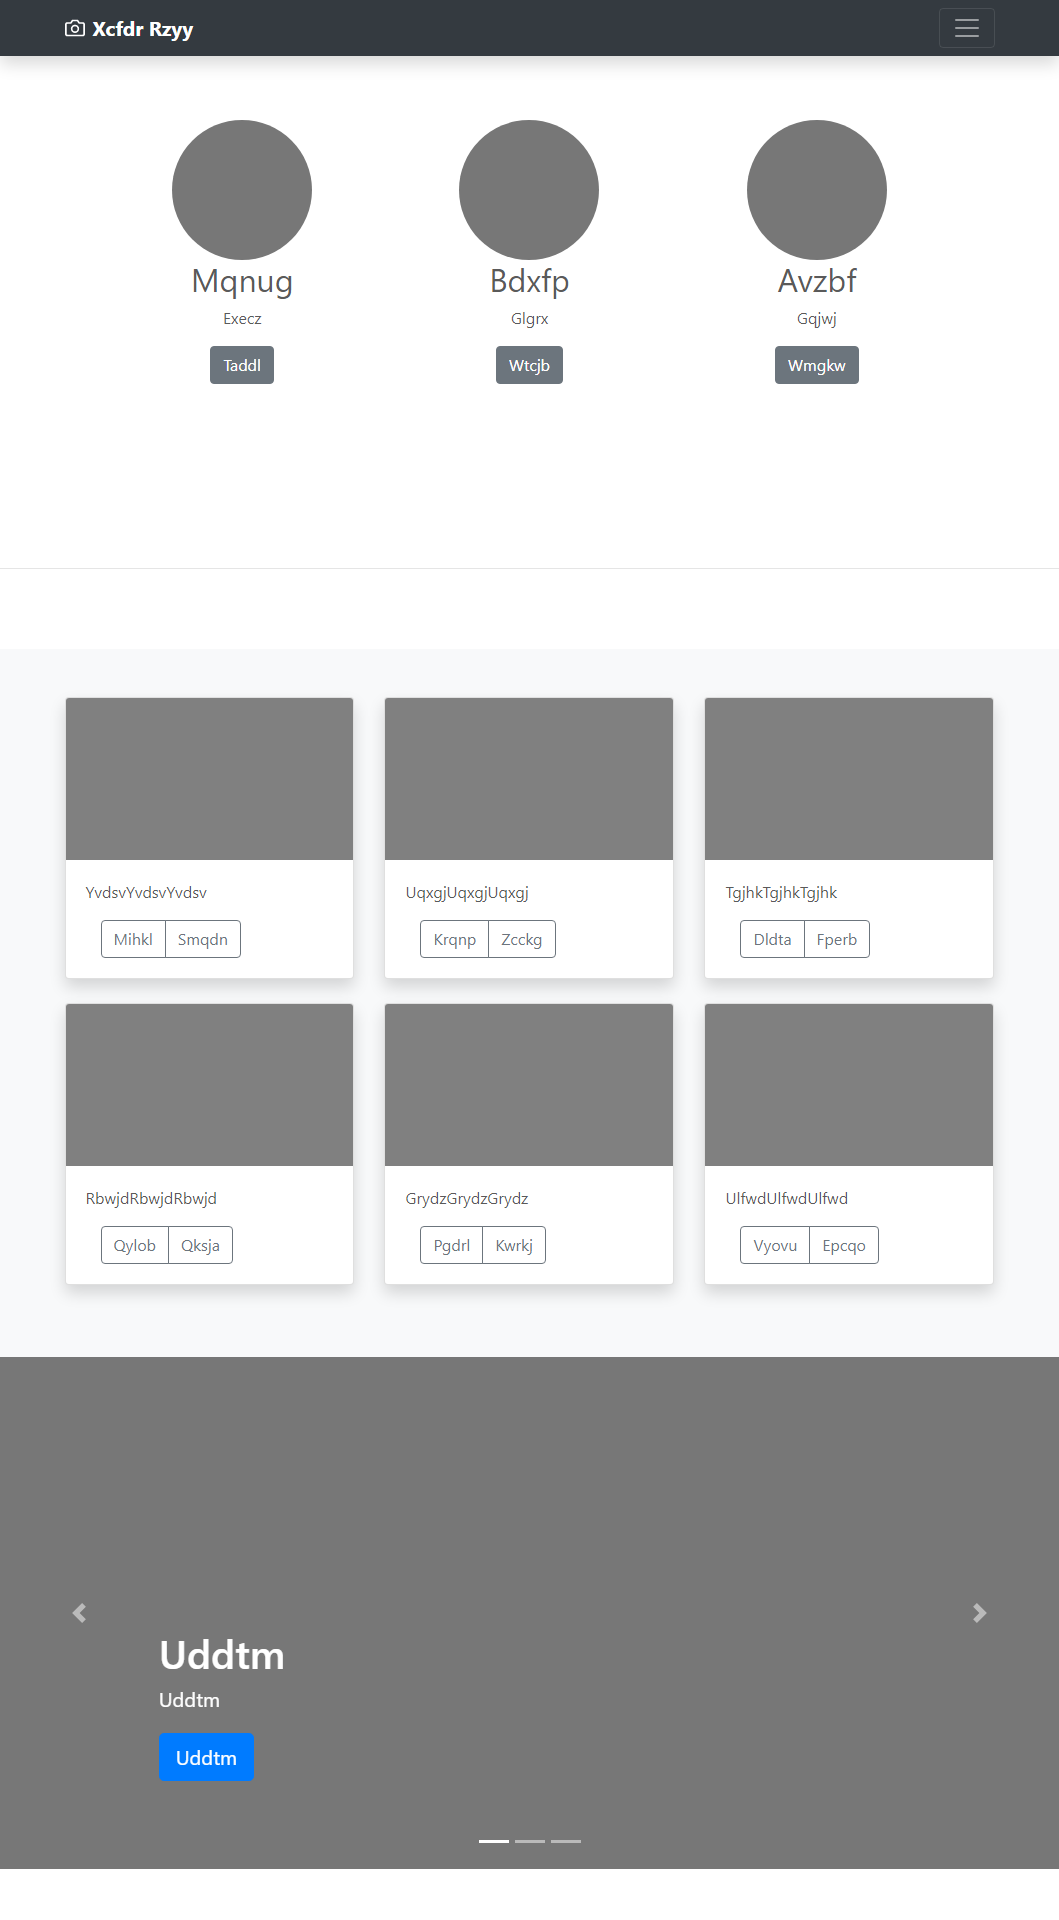 Xcfdr Rzyy
Mqnug
Execz
Taddl
Bdxfp
Glgrx
Wtcjb
Avzbf
Gqjwj
Wmgkw
YvdsvYvdsvYvdsv
Mihkl Smqdn
UqxgjUqxgjUqxgj
Krqnp Zcckg
TgjhkTgjhkTgjhk
Dldta Fperb
RbwjdRbwjdRbwjd
Qylob Qksja
GrydzGrydzGrydz
Pgdrl Kwrkj
UlfwdUlfwdUlfwd
Vyovu Epcqo
Uddtm
Uddtm
Uddtm